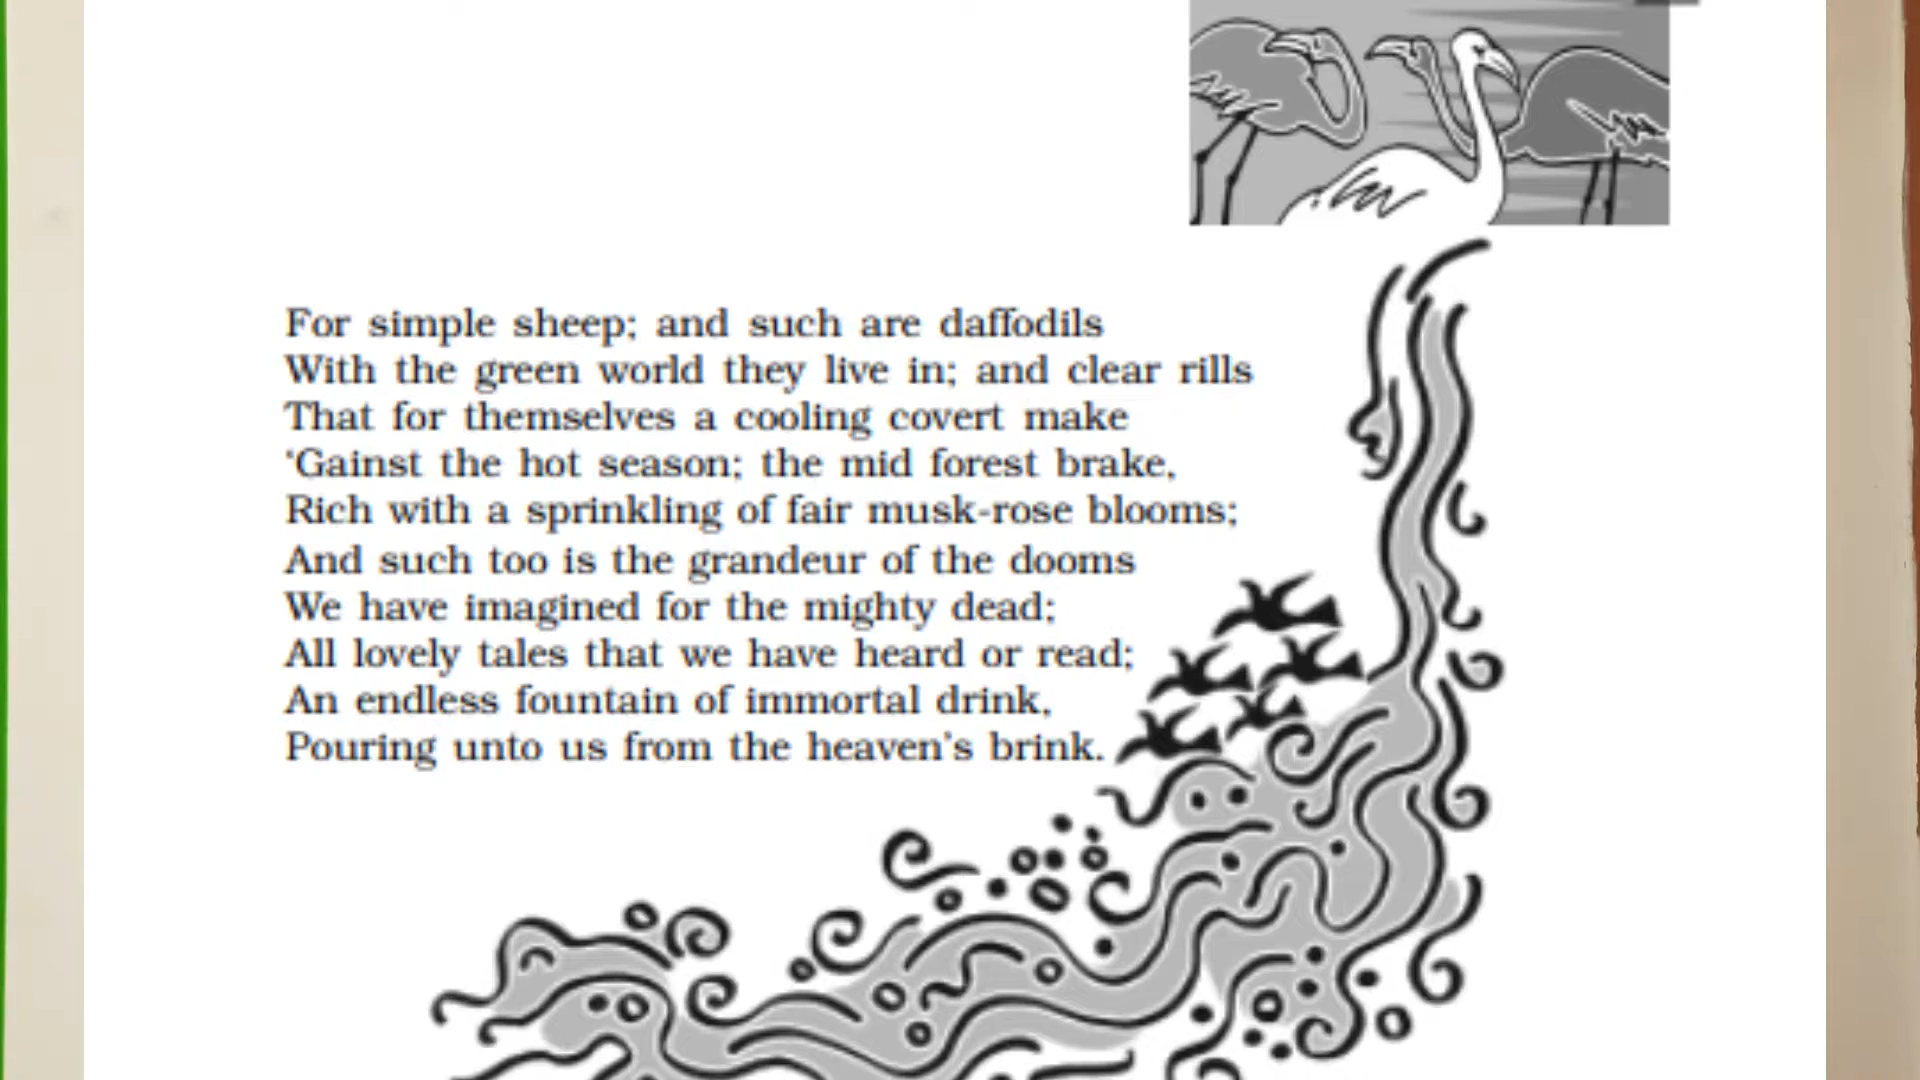 For simple sheep; and such are daffodils
With the green world they live in; and clear rills
That for themselves a cooling covert make
‘Gainst the hot season; the mid forest brake,
Rich with a sprinkling of fair musk-rose blooms;
And such too is the grandeur of the dooms
We have imagined for the mighty dead;
All lovely tales that we have heard or read;
An endless fountain of immortal drink,
Pouring unto us from the heaven’s brink.